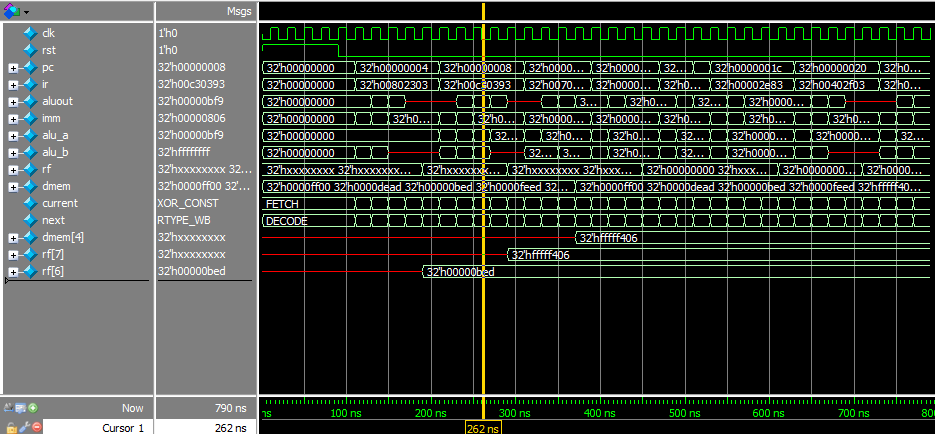 Msgs
clk 1'h0
rst 1'h0
pc 32'h00000008 32'h00000000 32'h00000004 32'h00000008 32'h0000... 32'h00000... 32... 32'h0000001c 32'h00000020 32'h0...
ir 32'h00c30393 32'h00000000 32'h00802303 32'h00c30393 32'h0070... 32'h00000... 32... 32'h00002e83 32'h00402f03 32'h0...
aluout 32'h00000bf9 32'h00000000 3... 32'h0... 32... 32'h0000...
imm 32'h00000806 32'h00000000 32'h0... 32'h0... 32'h0000... 32'h0... 32'h0... 32'h0000... 32'h0...
alu_a 32'h00000bf9 32'h00000000 32... 32'h0... 32'h0... 32... 32'h0000... 32'h0000... 32...
alu_b 32'hffffffff 32'h00000000 32... 3... 32'h0... 32... 32'h0000... 32'h0...
rf 32'hxxxxxxxx 32... 32'hxxxxxxxx 32'hxxxxxxx... 32'hxxxxxxx... 32'hxxxxxxxx 32'hxxx... 32'h00000000 32'hxxx... 32'h0000000... 32'h00...
dmem 32'h0000ff00 32'... 32'h0000ff00 32'h0000dead 32'h00000bed 32'h0000feed 32'... 32'h0000ff00 32'h0000dead 32'h00000bed 32'h0000feed 32'hfffff40...
current XOR_CONST FETCH
next RTYPE_WB DECODE
dmem[4] 32'hxxxxxxxx 32'hfffff406
rf[7] 32'hxxxxxxxx 32'hfffff406
rf[6] 32'h00000bed 32'h00000bed
Now 790 ns ns 100 ns 200 ns 300 ns 400 ns 500 ns 600 ns 700 ns 800
Cursor 1 262 ns 262 ns